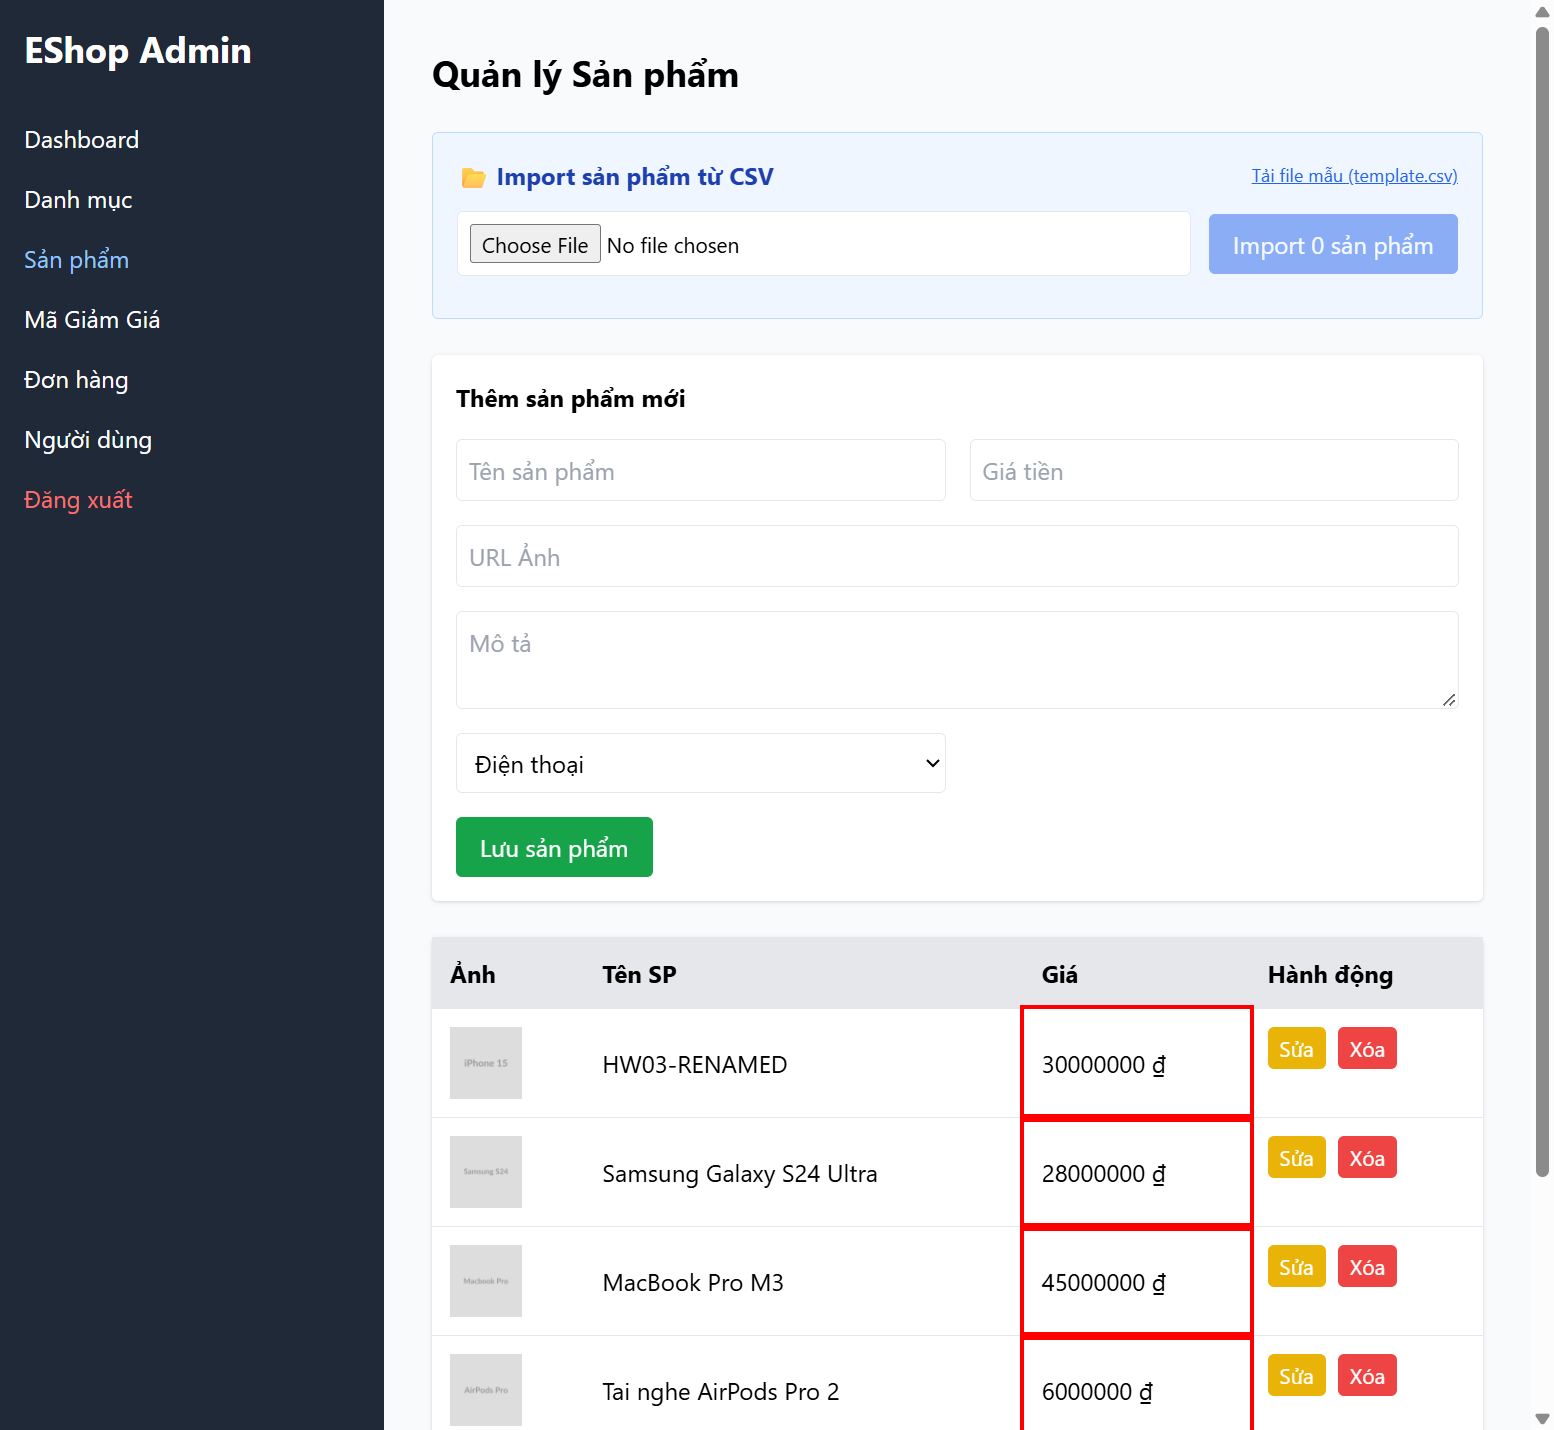 EShop Admin
Dashboard
Danh mục
Sản phẩm
Mã Giảm Giá
Đơn hàng
Người dùng
Đăng xuất
Quản lý Sản phẩm
Import sản phẩm từ CSV
Tải file mẫu (template.csv)
Choose File No file chosen
Import 0 sản phẩm
Thêm sản phẩm mới
Tên sản phẩm
Giá tiền
URL Ảnh
Mô tả
Điện thoại
Lưu sản phẩm
Ảnh Tên SP Giá Hành động
iPhone 15 HW03-RENAMED 30000000 ₫ Sửa Xóa
Samsung S24 Samsung Galaxy S24 Ultra 28000000 ₫ Sửa Xóa
Macbook Pro MacBook Pro M3 45000000 ₫ Sửa Xóa
AirPods Pro Tai nghe AirPods Pro 2 6000000 ₫ Sửa Xóa